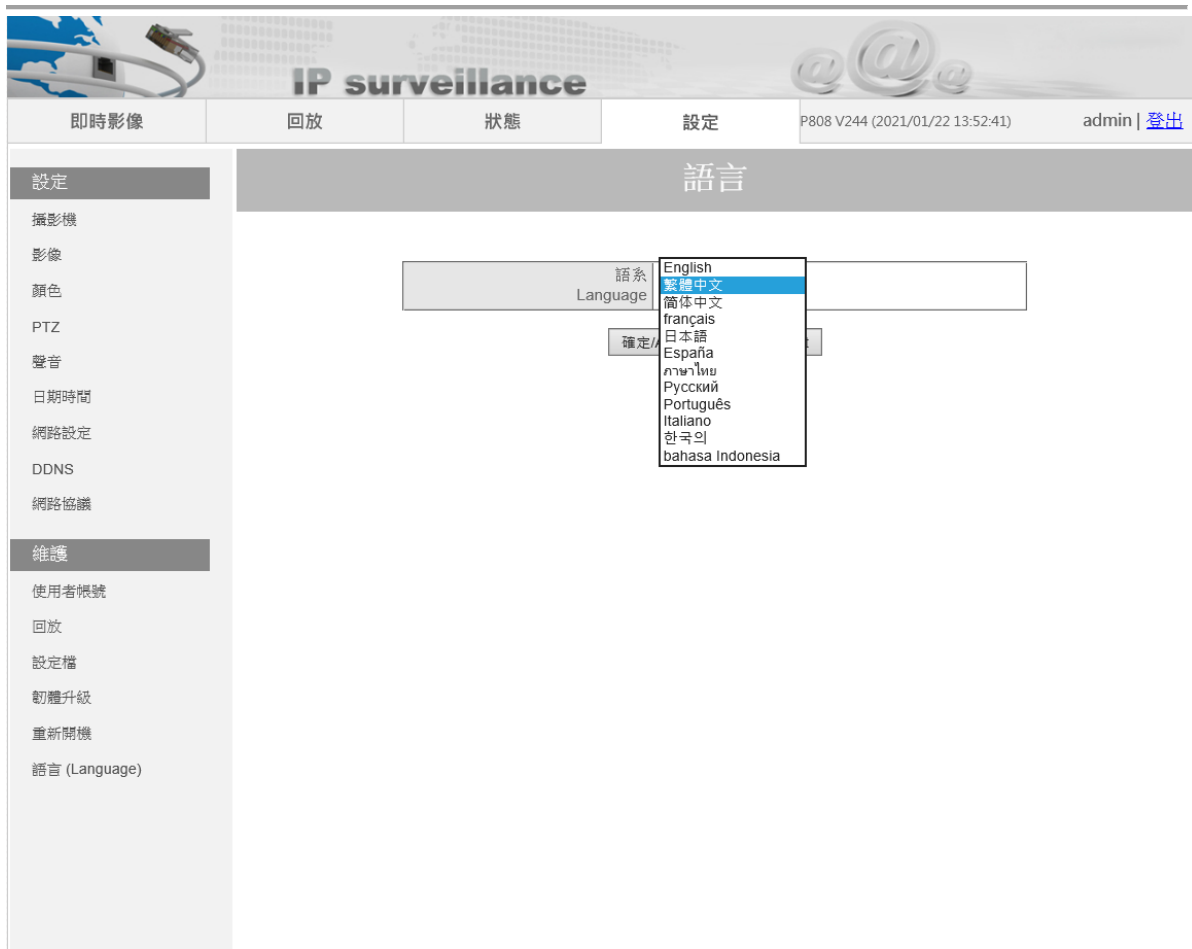 IP surveillance
即時影像 回放 狀態 設定 P808 V244 (2021/01/22 13:52:41) admin | 登出
設定
攝影機
影像
顏色
PTZ
聲音
日期時間
網路設定
DDNS
網路協議
維護
使用者帳號
回放
設定檔
韌體升級
重新開機
語言 (Language)
語言
語系
Language
English
繁體中文
简体中文
français
日本語
España
ภาษาไทย
Русский
Português
Italiano
한국의
bahasa Indonesia
確定/